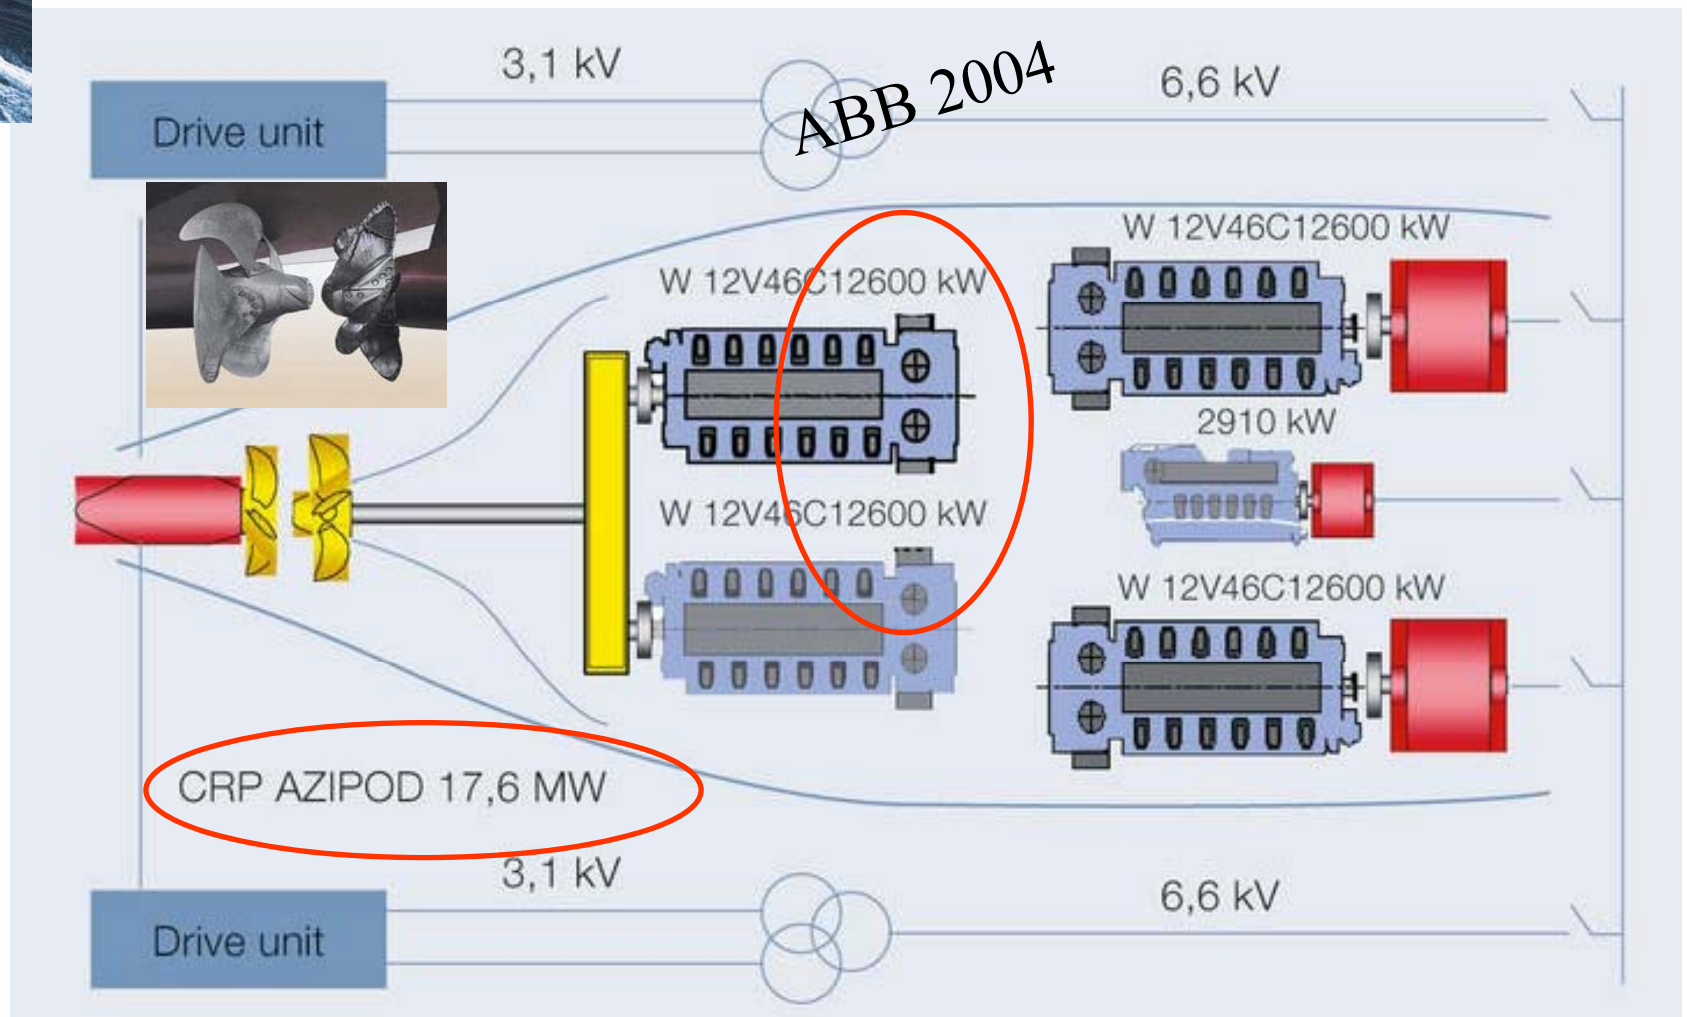 3,1 kV
ABB 2004
6,6 kV
Drive unit
W 12V46C12600 kW
W 12V46C12600 kW
2910 kW
W 12V46C12600 kW
W 12V46C12600 kW
CRP AZIPOD 17,6 MW
3,1 kV
6,6 kV
Drive unit